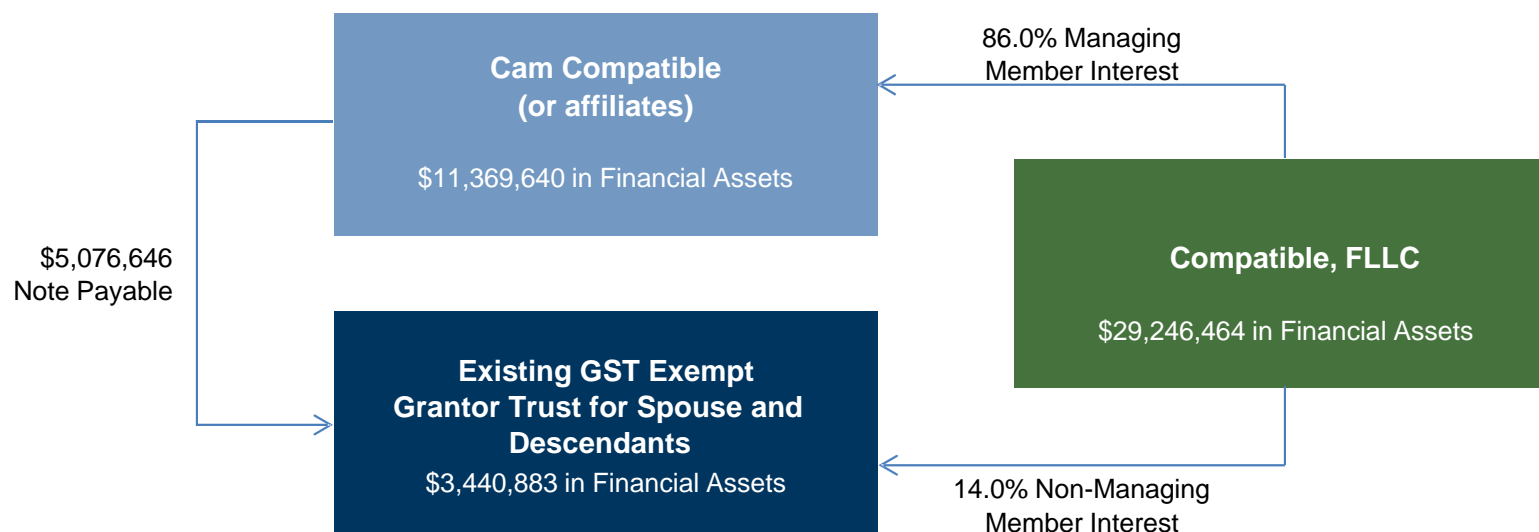 86.0% Managing
Member Interest
Cam Compatible
(or affiliates)
$11,369,640 in Financial Assets
$5,076,646
Note Payable
Compatible, FLLC
$29,246,464 in Financial Assets
Existing GST Exempt
Grantor Trust for Spouse and
Descendants
$3,440,883 in Financial Assets
14.0% Non-Managing
Member Interest